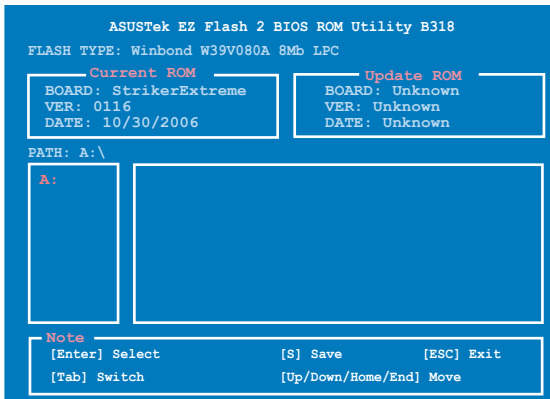 ASUSTek EZ Flash 2 BIOS ROM Utility B318
FLASH TYPE: Winbond W39V080A 8Mb LPC
Current ROM
BOARD: StrikerExtreme
VER: 0116
DATE: 10/30/2006
Update ROM
BOARD: Unknown
VER: Unknown
DATE: Unknown
PATH: A:\
A:
Note
[Enter] Select [S] Save [ESC] Exit
[Tab] Switch [Up/Down/Home/End] Move